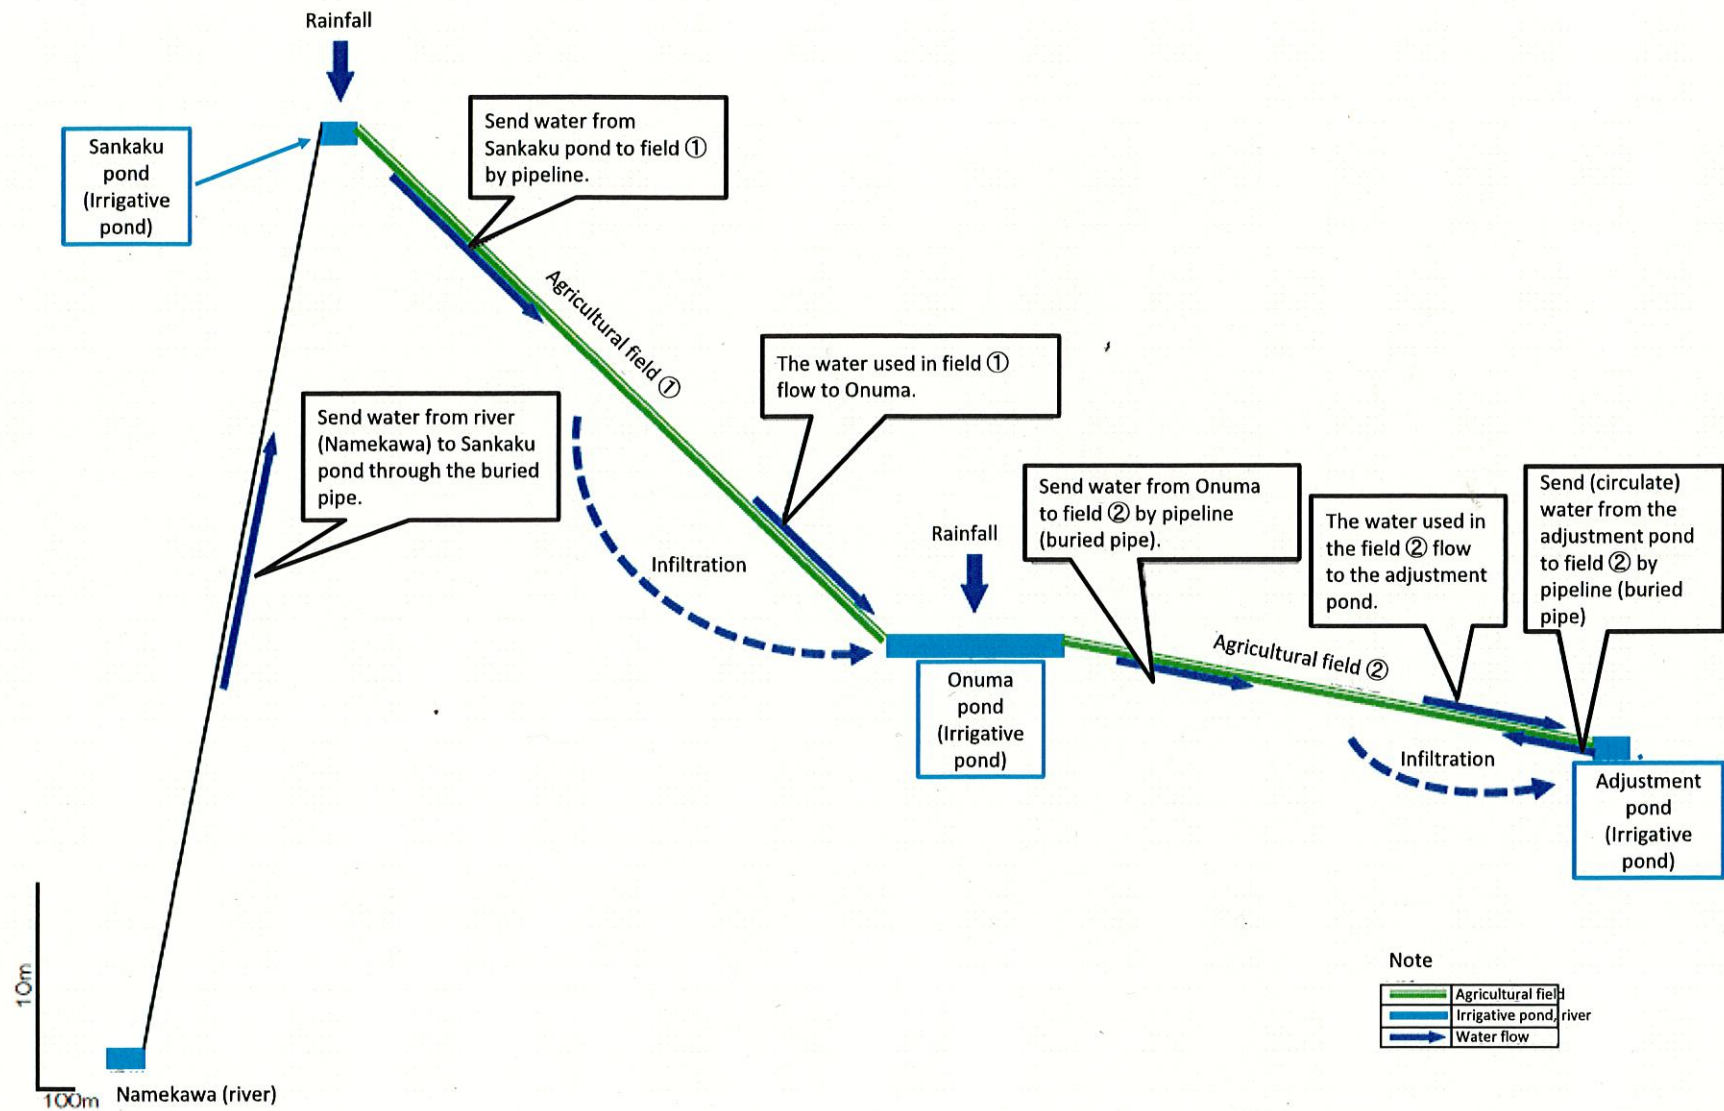 Rainfall
Sankaku
pond
(Irrigative
pond)
Send water from
Sankaku pond to field ①
by pipeline.
Agricultural field ①
Send water from river
(Namekawa) to Sankaku
pond through the buried
pipe.
The water used in field ①
flow to Onuma.
Infiltration
Rainfall
Onuma
pond
(Irrigative
pond)
Send water from Onuma
to field ② by pipeline
(buried pipe).
Agricultural field ②
The water used in
the field ② flow
to the adjustment
pond.
Send (circulate)
water from the
adjustment pond
to field ② by
pipeline (buried
pipe)
Infiltration
Adjustment
pond
(Irrigative
pond)
10m
100m
Namekawa (river)
Note
Agricultural field
Irrigative pond, river
Water flow